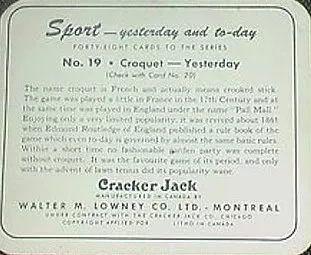 Sport — yesterday and to-day
FORTY-EIGHT CARDS TO THE SERIES
No. 19 • Croquet — Yesterday
(Check with Card No. 20)
The name croquet is French and actually means crooked stick.
The game was played a little in France in the 17th Century and at
the same time was played in England under the name "Pall Mall."
Enjoying only a very limited popularity, it was revived about 1861
when Edmund Routledge of England published a rule book of the
game which even to-day is governed by almost the same basic rules.
Within a short time no fashionable garden party was complete
without croquet. It was the favourite game of its period, and only
with the advent of lawn tennis did its popularity wane.
Cracker Jack
MANUFACTURED IN CANADA BY
WALTER M. LOWNEY CO. LTD. - MONTREAL
UNDER CONTRACT WITH THE CRACKER JACK CO., CHICAGO
COPYRIGHT APPLIED FOR LITHO IN CANADA